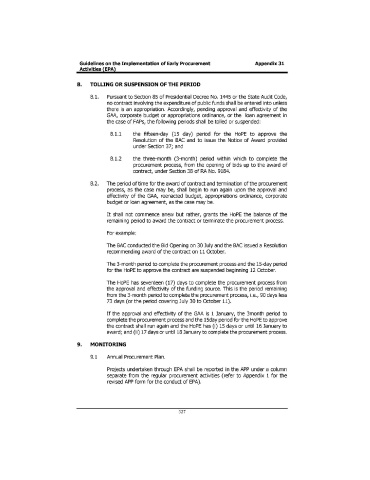 Guidelines on the Implementation of Early Procurement Appendix 31
Activities (EPA)
8. TOLLING OR SUSPENSION OF THE PERIOD
8.1. Pursuant to Section 85 of Presidential Decree No. 1445 or the State Audit Code,
no contract involving the expenditure of public funds shall be entered into unless
there is an appropriation. Accordingly, pending approval and effectivity of the
GAA, corporate budget or appropriations ordinance, or the loan agreement in
the case of FAPs, the following periods shall be tolled or suspended:
8.1.1 the fifteen-day (15 day) period for the HoPE to approve the
Resolution of the BAC and to issue the Notice of Award provided
under Section 37; and
8.1.2 the three-month (3-month) period within which to complete the
procurement process, from the opening of bids up to the award of
contract, under Section 38 of RA No. 9184.
8.2. The period of time for the award of contract and termination of the procurement
process, as the case may be, shall begin to run again upon the approval and
effectivity of the GAA, reenacted budget, appropriations ordinance, corporate
budget or loan agreement, as the case may be.
It shall not commence anew but rather, grants the HoPE the balance of the
remaining period to award the contract or terminate the procurement process.
For example:
The BAC conducted the Bid Opening on 30 July and the BAC issued a Resolution
recommending award of the contract on 11 October.
The 3-month period to complete the procurement process and the 15-day period
for the HoPE to approve the contract are suspended beginning 12 October.
The HoPE has seventeen (17) days to complete the procurement process from
the approval and effectivity of the funding source. This is the period remaining
from the 3-month period to complete the procurement process, i.e., 90 days less
73 days (or the period covering July 30 to October 11).
If the approval and effectivity of the GAA is 1 January, the 3month period to
complete the procurement process and the 15day period for the HoPE to approve
the contract shall run again and the HoPE has (i) 15 days or until 16 January to
award; and (ii) 17 days or until 18 January to complete the procurement process.
9. MONITORING
9.1 Annual Procurement Plan.
Projects undertaken through EPA shall be reported in the APP under a column
separate from the regular procurement activities (refer to Appendix 1 for the
revised APP form for the conduct of EPA).
327